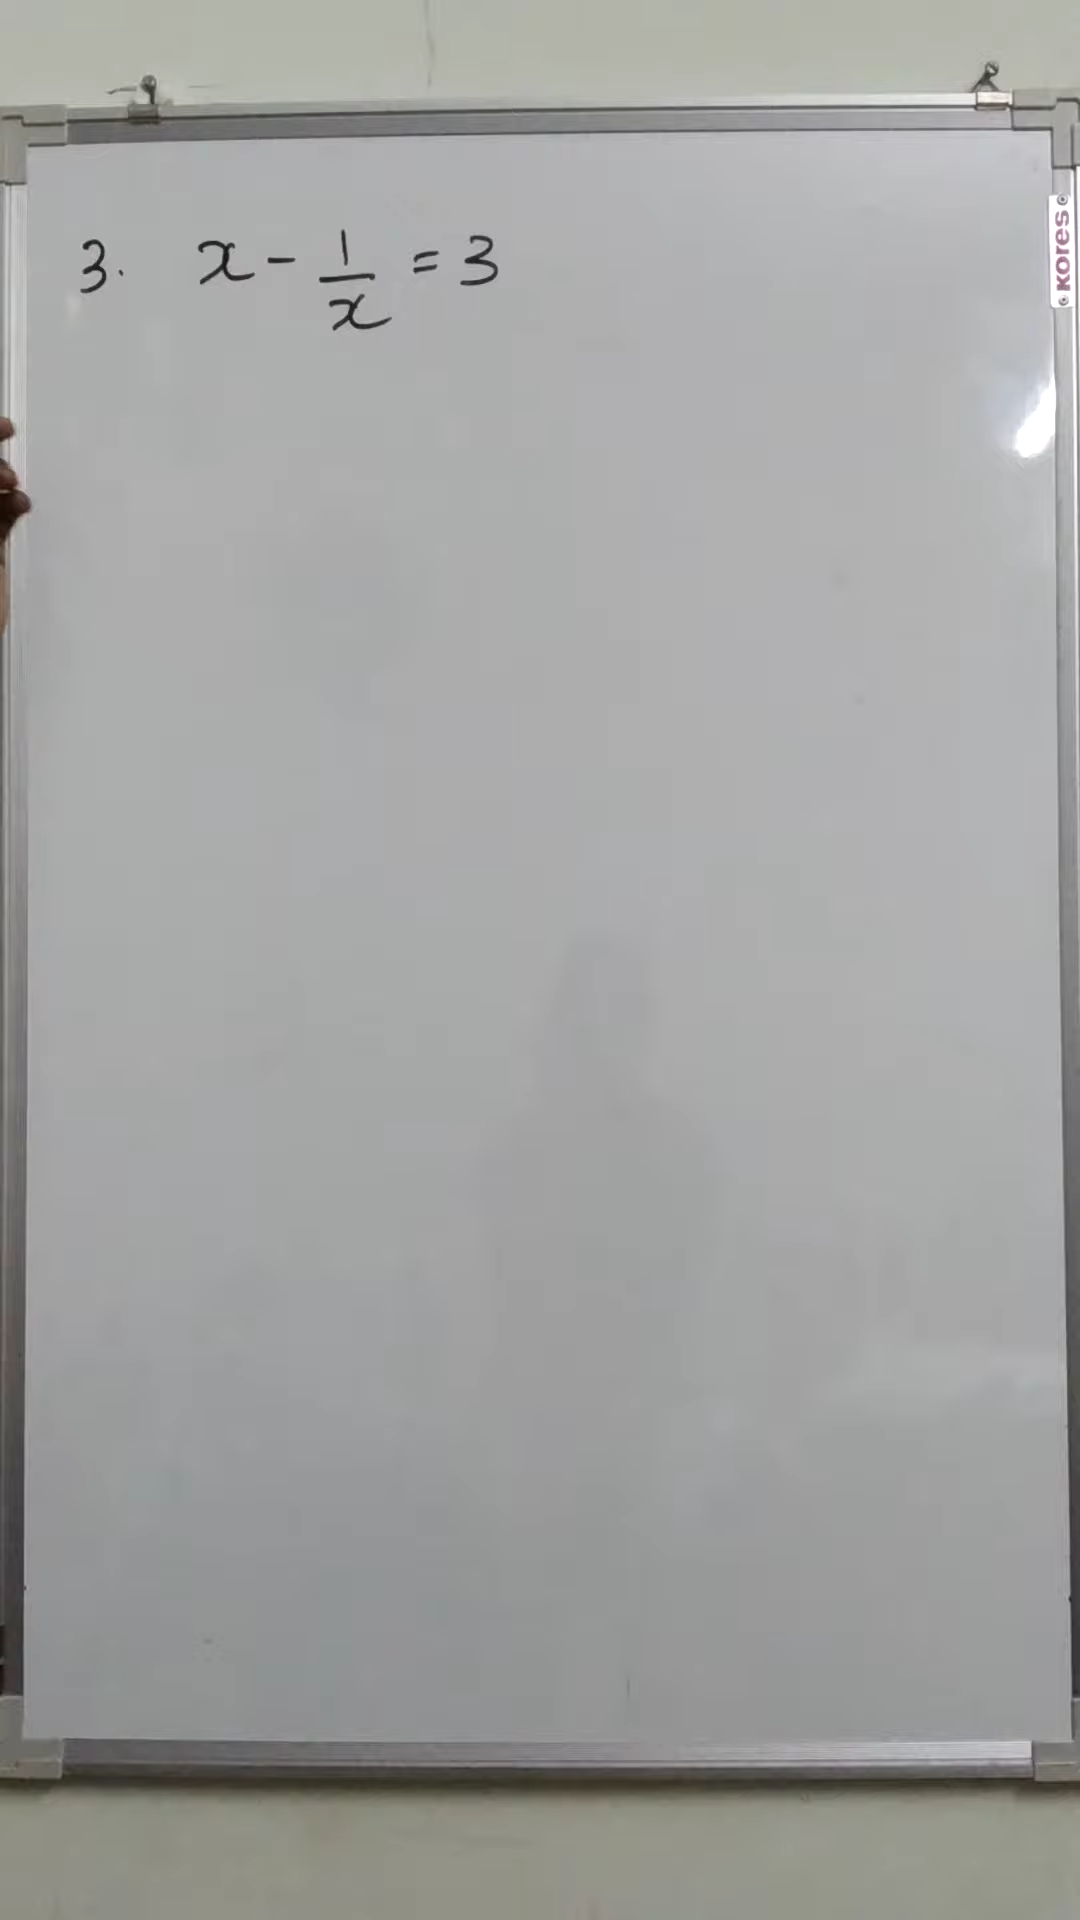 3. x - 1/x = 3
kores